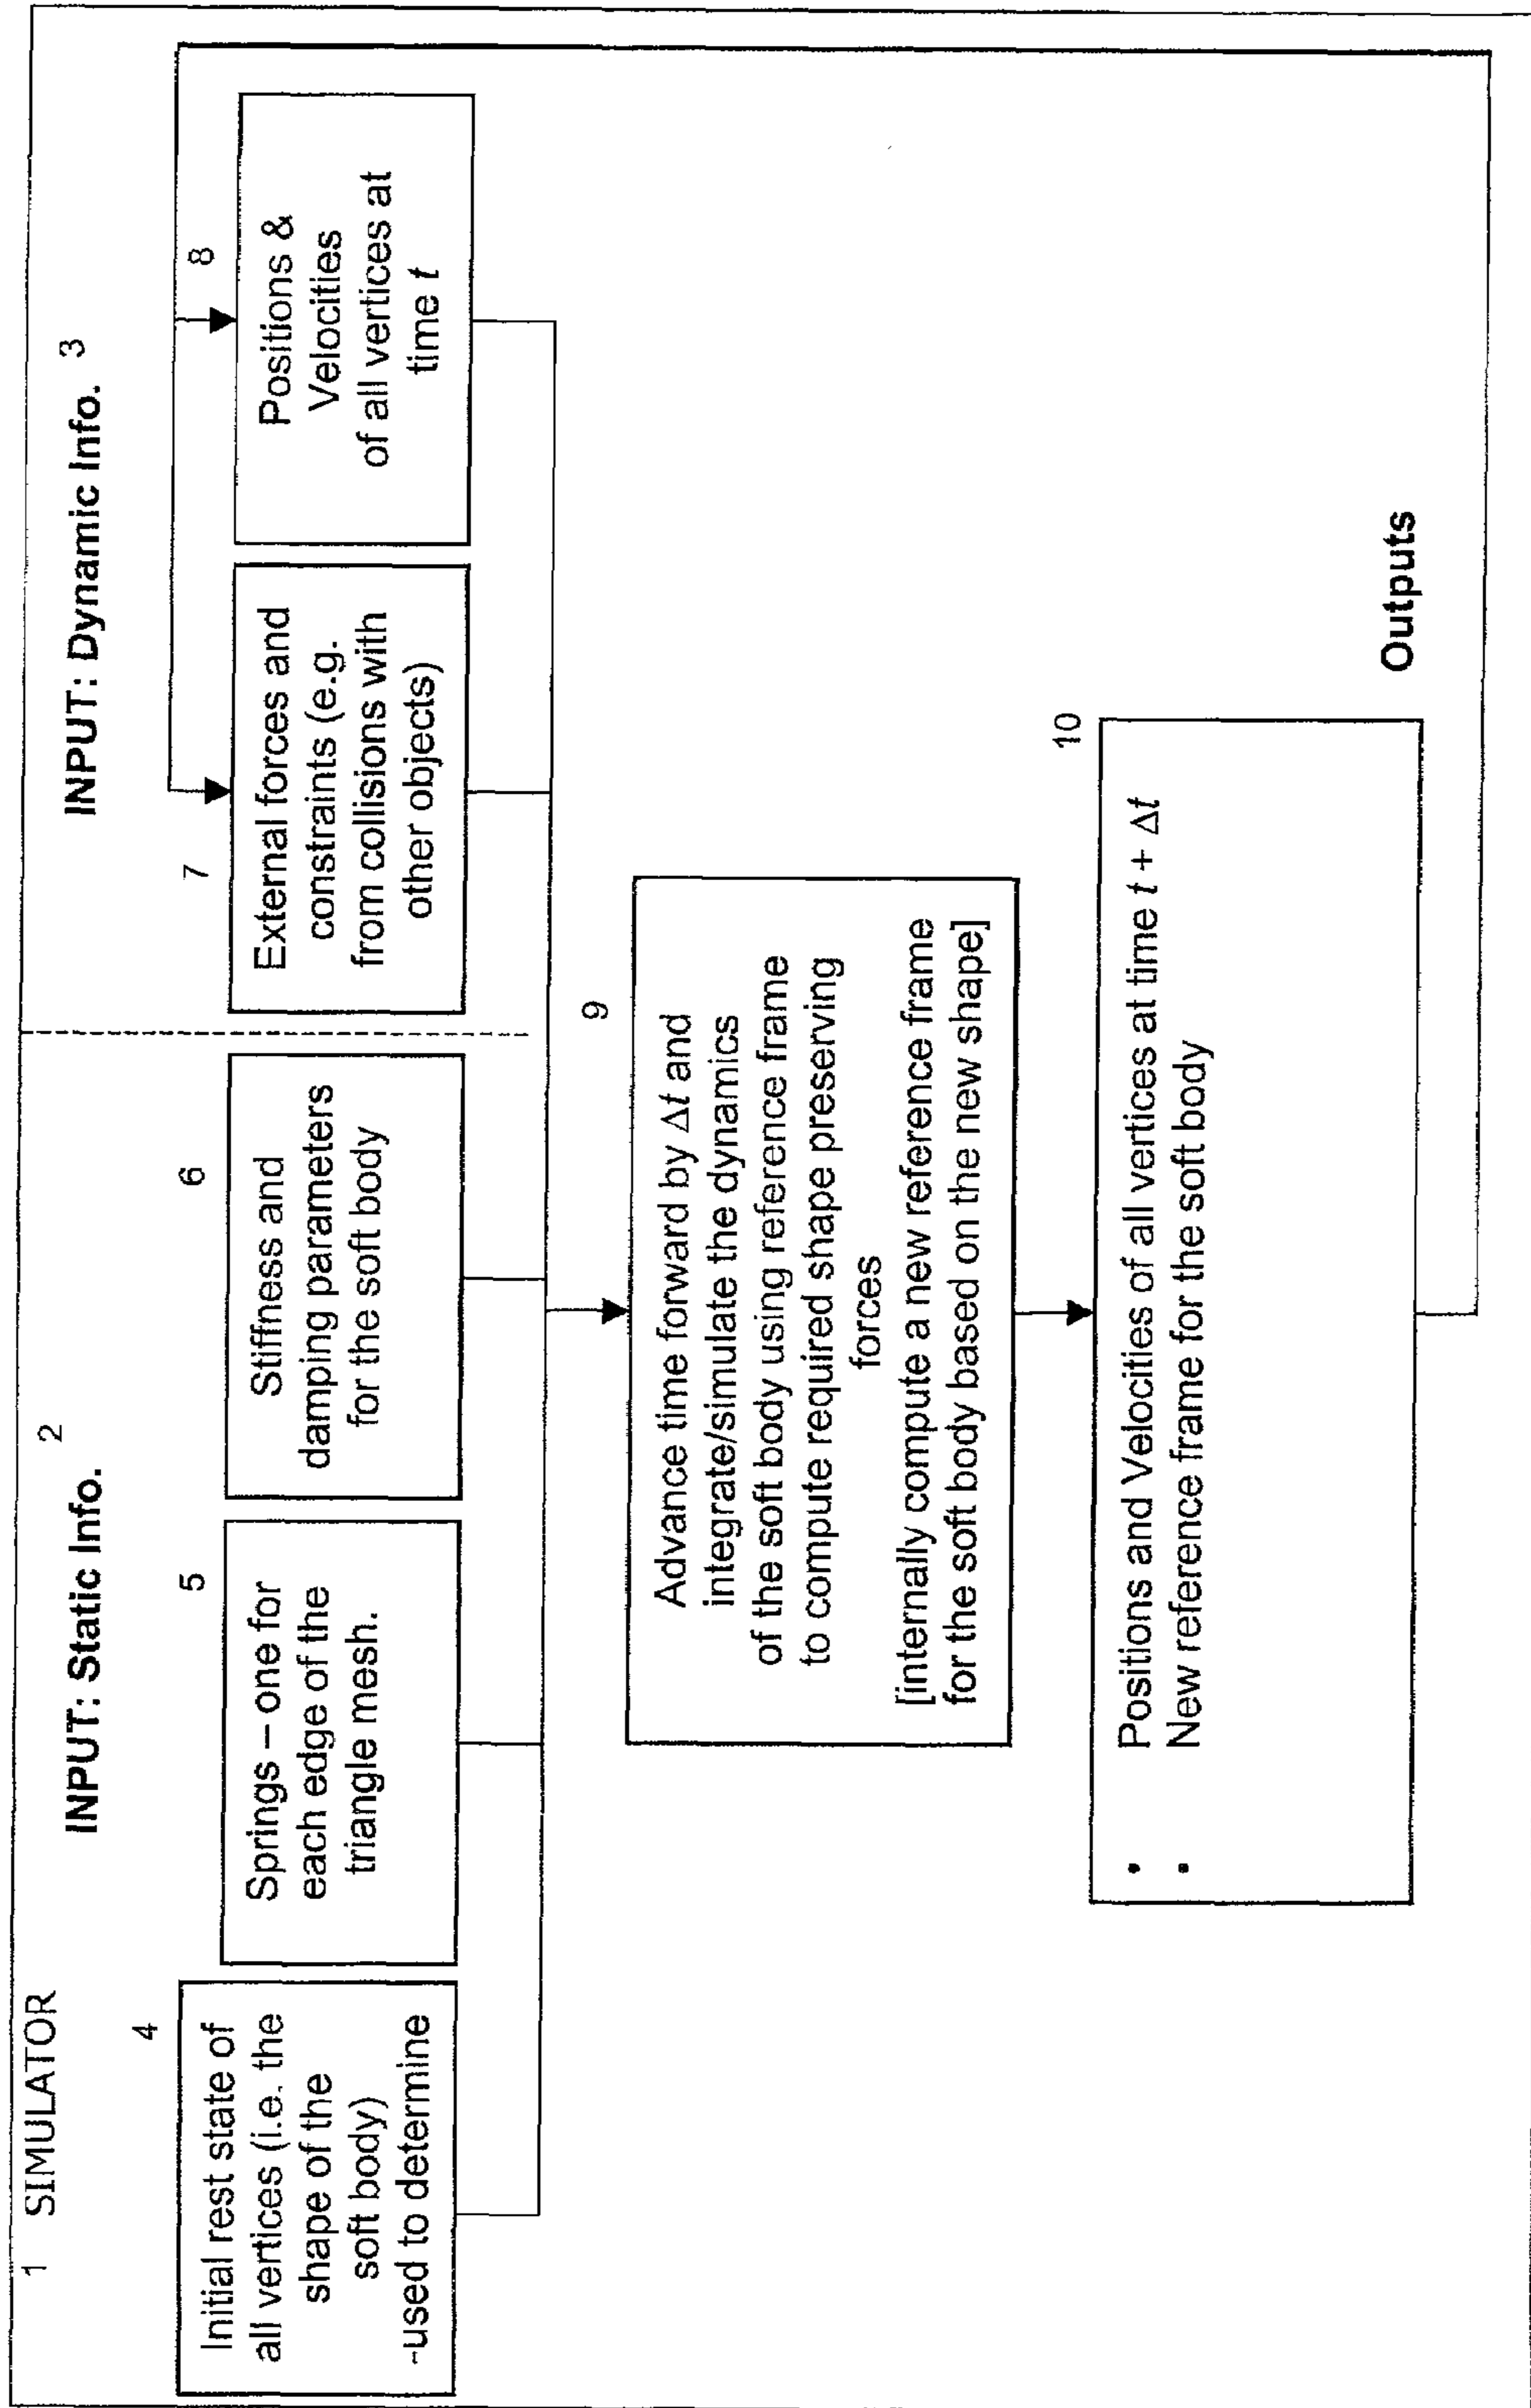 1 SIMULATOR
INPUT: Static Info. 2
INPUT: Dynamic Info. 3
4
Initial rest state of
all vertices (i.e. the
shape of the
soft body)
-used to determine
5
Springs – one for
each edge of the
triangle mesh.
6
Stiffness and
damping parameters
for the soft body
7
External forces and
constraints (e.g.
from collisions with
other objects)
8
Positions &
Velocities
of all vertices at
time t
9
Advance time forward by Δt and
integrate/simulate the dynamics
of the soft body using reference frame
to compute required shape preserving
forces
[internally compute a new reference frame
for the soft body based on the new shape]
10
• Positions and Velocities of all vertices at time t + Δt
• New reference frame for the soft body
Outputs